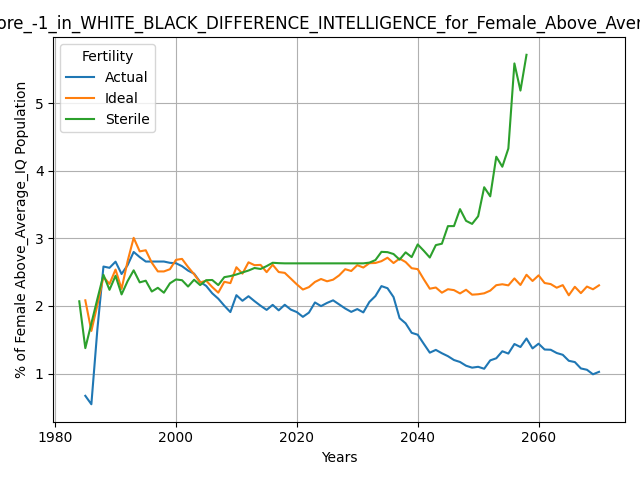 ore_-1_in_WHITE_BLACK_DIFFERENCE_INTELLIGENCE_for_Female_Above_Aver
Fertility
Actual
Ideal
Sterile
% of Female Above_Average_IQ Population
5
4
3
2
1
1980
2000
2020
2040
2060
Years